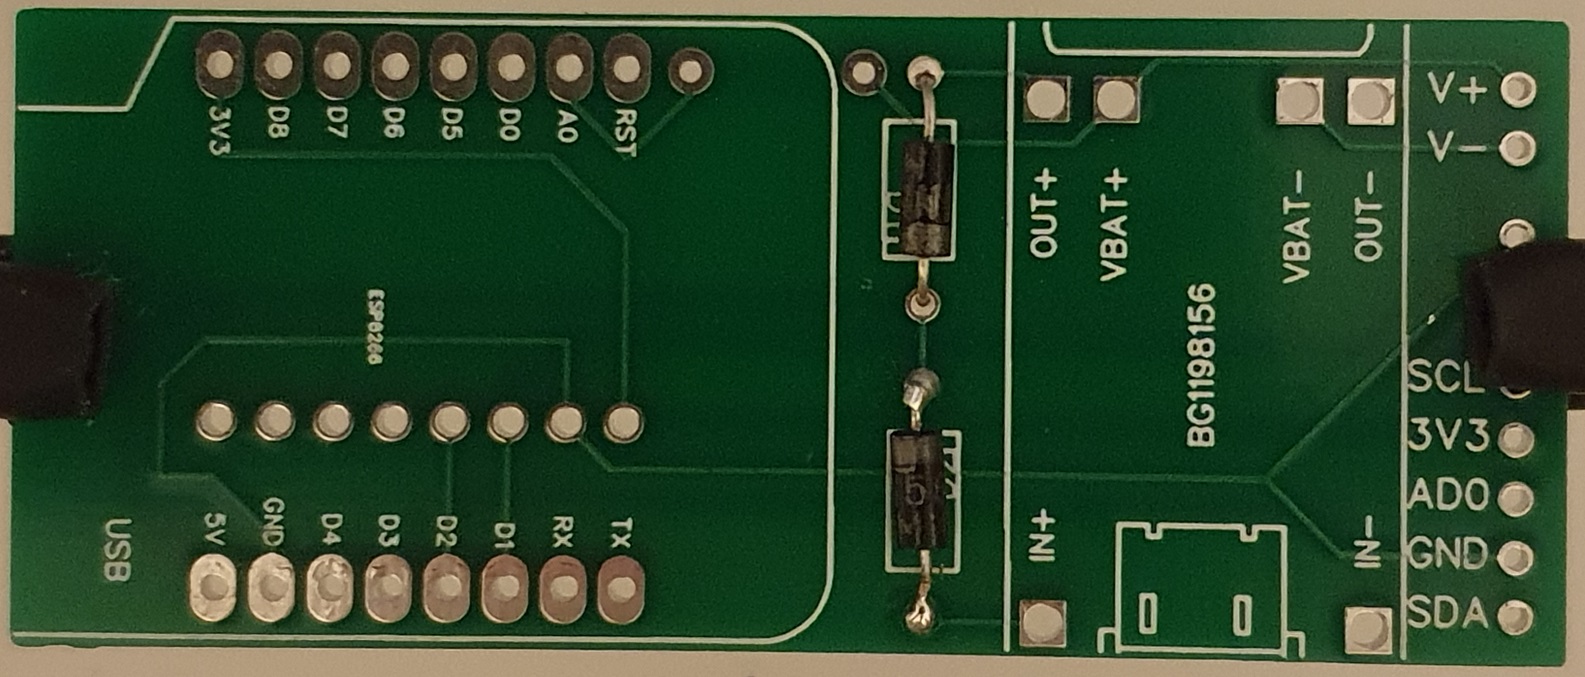 3V3
D8
D7
D6
D5
D0
A0
RST
ESP8266
USB
5V
GND
D4
D3
D2
D1
RX
TX
OUT+
VBAT+
VBAT-
OUT-
BG1198156
IN+
IN-
V+
V-
SCL
3V3
AD0
GND
SDA